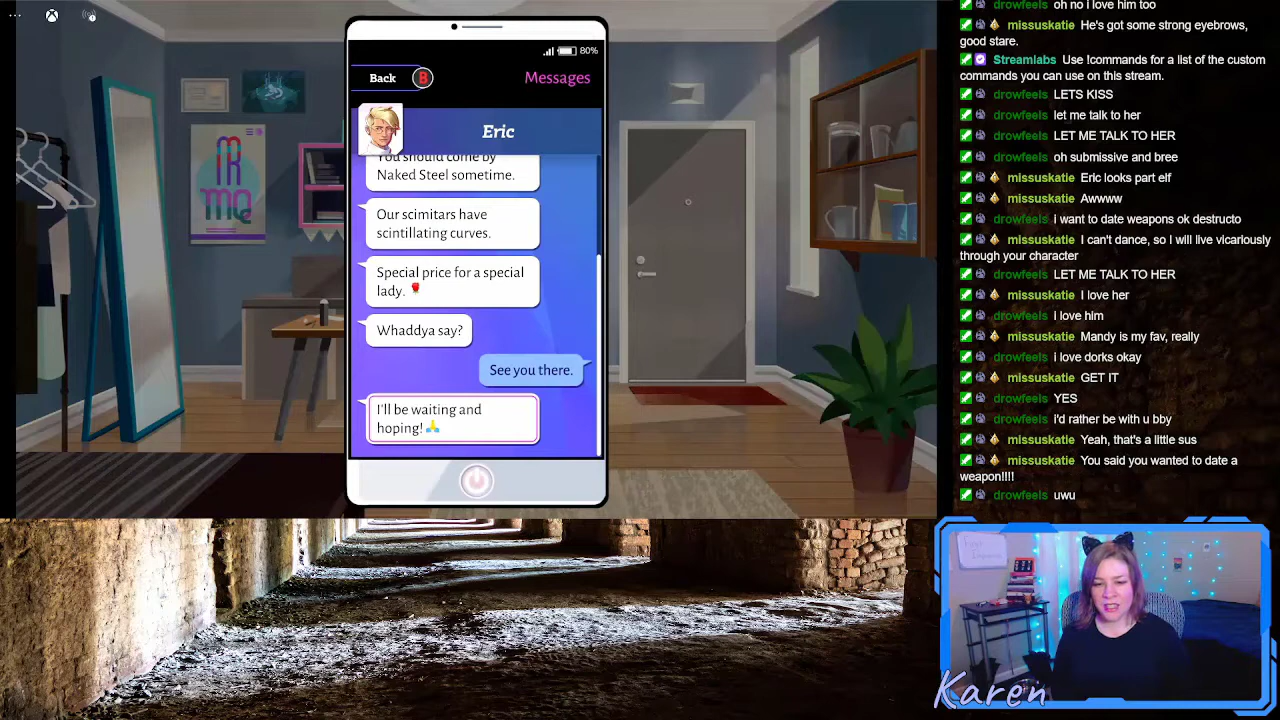 80%
Back
B
Messages
Eric
You should come by
Naked Steel sometime.
Our scimitars have
scintillating curves.
Special price for a special
lady. 🌹
Whaddya say?
See you there.
I'll be waiting and
hoping! 🙏
drowfeels oh no i love him too
missuskatie He's got some strong eyebrows,
good stare.
Streamlabs Use !commands for a list of the custom
commands you can use on this stream.
drowfeels LETS KISS
drowfeels let me talk to her
drowfeels LET ME TALK TO HER
drowfeels oh submissive and bree
missuskatie Eric looks part elf
missuskatie Awwww
drowfeels i want to date weapons ok destructo
missuskatie I can't dance, so I will live vicariously
through your character
drowfeels LET ME TALK TO HER
missuskatie I love her
drowfeels i love him
missuskatie Mandy is my fav, really
drowfeels i love dorks okay
missuskatie GET IT
drowfeels YES
drowfeels i'd rather be with u bby
missuskatie Yeah, that's a little sus
missuskatie You said you wanted to date a
weapon!!!!
drowfeels uwu
Karen